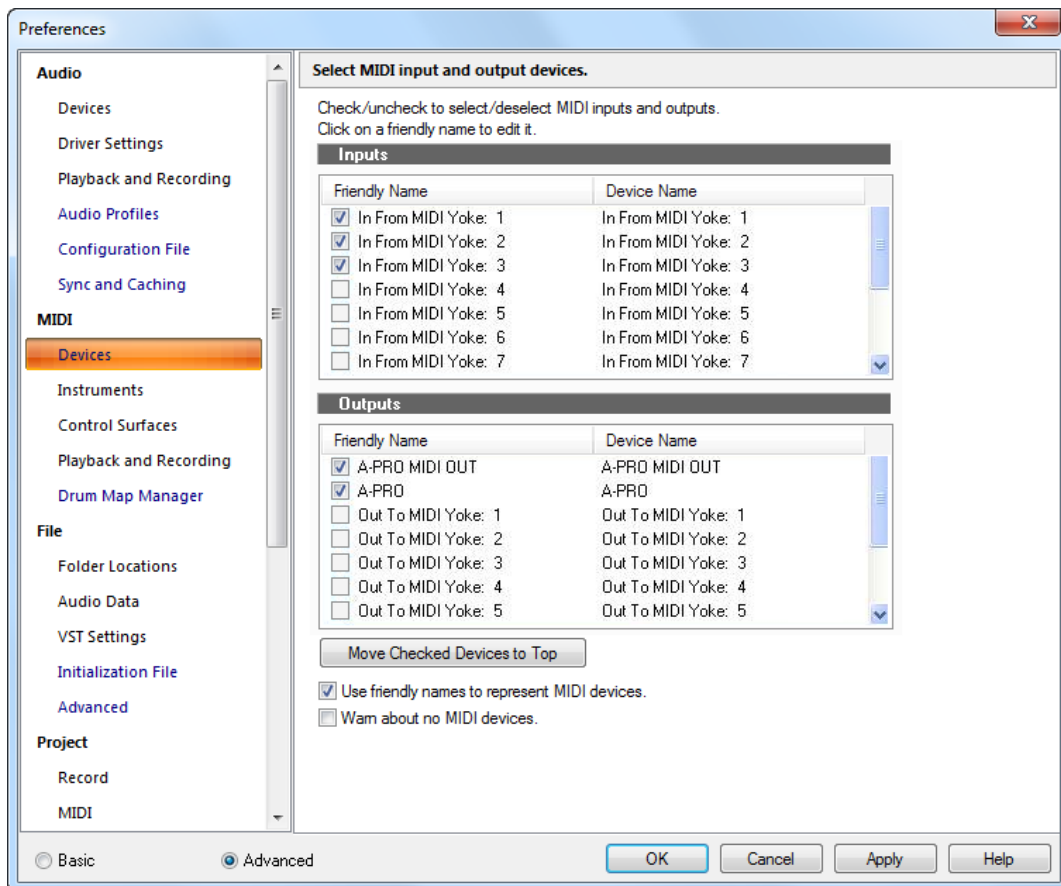 Preferences
Audio
Devices
Driver Settings
Playback and Recording
Audio Profiles
Configuration File
Sync and Caching
MIDI
Devices
Instruments
Control Surfaces
Playback and Recording
Drum Map Manager
File
Folder Locations
Audio Data
VST Settings
Initialization File
Advanced
Project
Record
MIDI
Select MIDI input and output devices.
Check/uncheck to select/deselect MIDI inputs and outputs.
Click on a friendly name to edit it.
Inputs
Friendly Name Device Name
In From MIDI Yoke: 1 In From MIDI Yoke: 1
In From MIDI Yoke: 2 In From MIDI Yoke: 2
In From MIDI Yoke: 3 In From MIDI Yoke: 3
In From MIDI Yoke: 4 In From MIDI Yoke: 4
In From MIDI Yoke: 5 In From MIDI Yoke: 5
In From MIDI Yoke: 6 In From MIDI Yoke: 6
In From MIDI Yoke: 7 In From MIDI Yoke: 7
Outputs
Friendly Name Device Name
A-PRO MIDI OUT A-PRO MIDI OUT
A-PRO A-PRO
Out To MIDI Yoke: 1 Out To MIDI Yoke: 1
Out To MIDI Yoke: 2 Out To MIDI Yoke: 2
Out To MIDI Yoke: 3 Out To MIDI Yoke: 3
Out To MIDI Yoke: 4 Out To MIDI Yoke: 4
Out To MIDI Yoke: 5 Out To MIDI Yoke: 5
Move Checked Devices to Top
Use friendly names to represent MIDI devices.
Warn about no MIDI devices.
Basic Advanced OK Cancel Apply Help